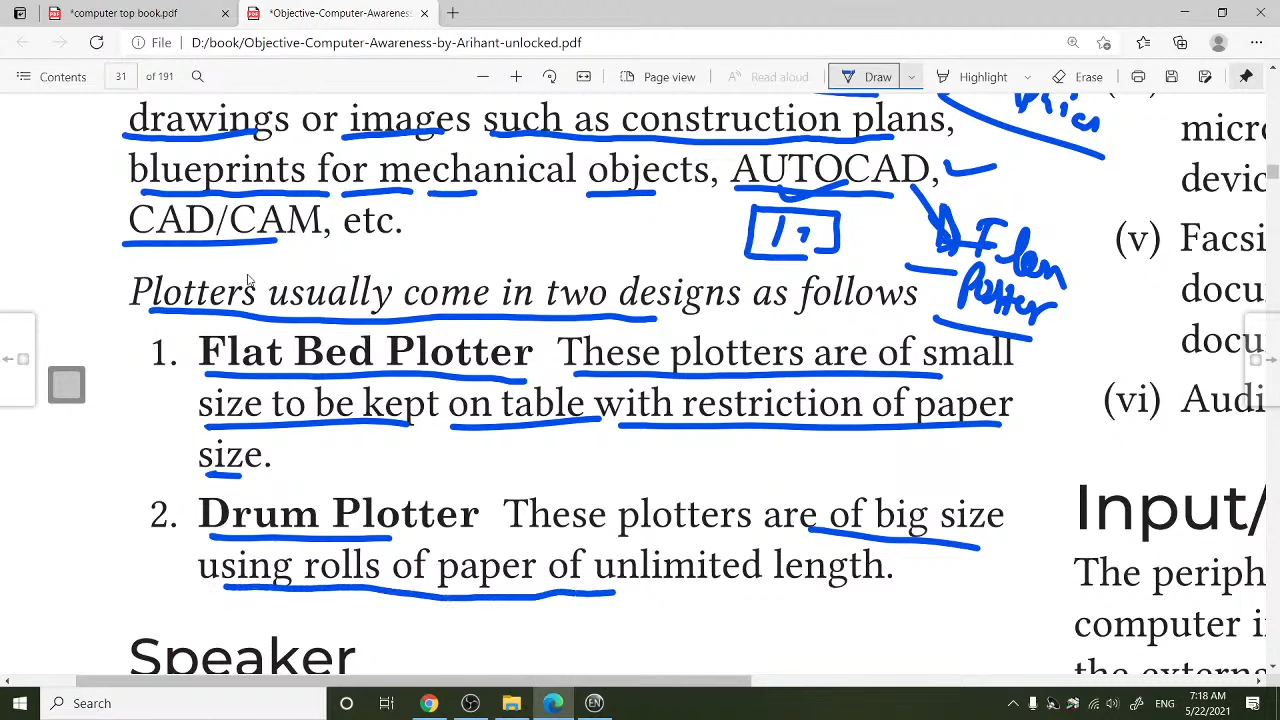 *computer top book.pdf
*Objective-Computer-Awarenes
File
D:/book/Objective-Computer-Awareness-by-Arihant-unlocked.pdf
Contents 31 of 191 Page view Read aloud Draw Highlight Erase
drawings or images such as construction plans,
blueprints for mechanical objects, AUTOCAD,
CAD/CAM, etc.
Plotters usually come in two designs as follows
1. Flat Bed Plotter These plotters are of small
size to be kept on table with restriction of paper
size.
2. Drum Plotter These plotters are of big size
using rolls of paper of unlimited length.
Speaker
micro
devic
(v) Facsi
docu
docu
(vi) Audi
Input/
The periph
computer i
the extern
Search
ENG
7:18 AM
5/22/2021